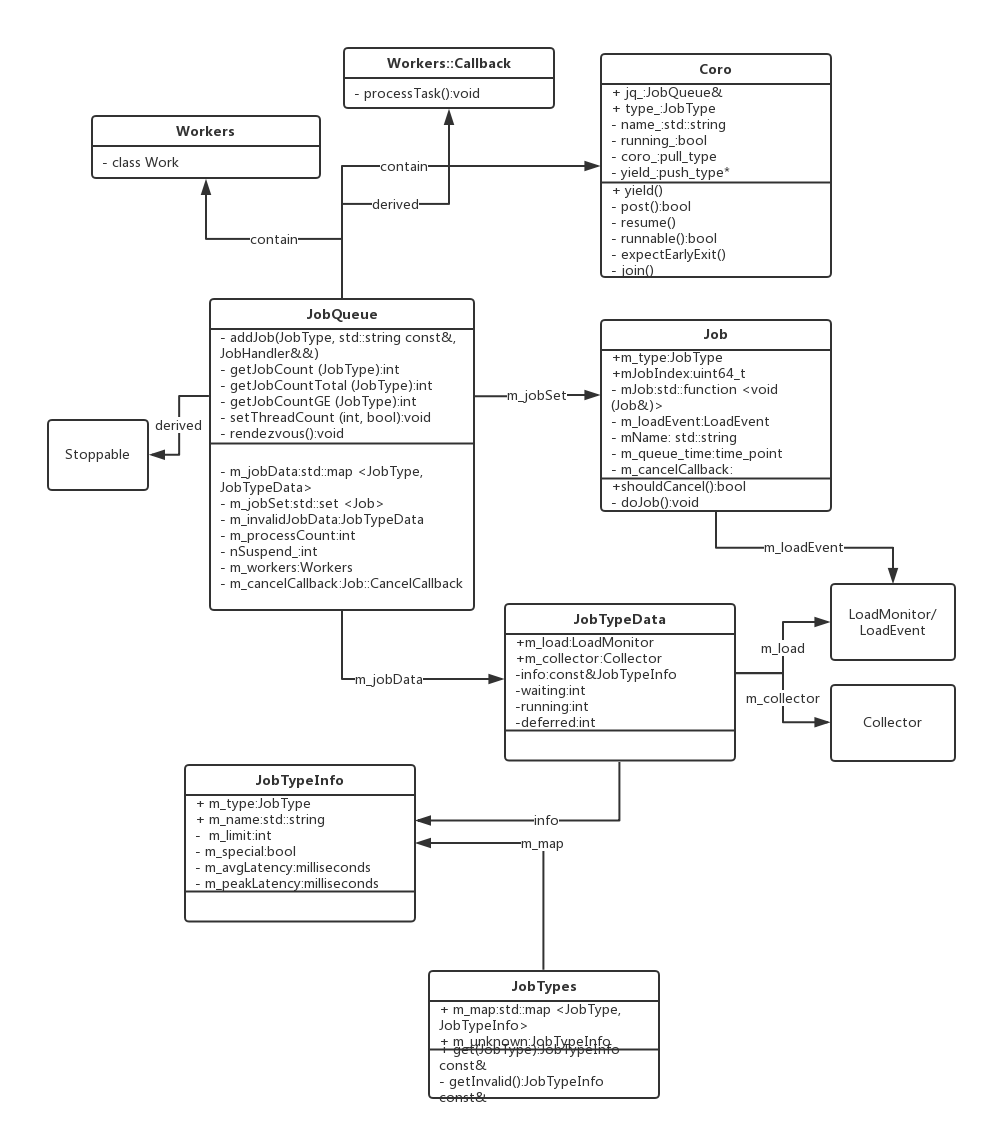 Workers::Callback
- processTask():void
Coro
+ jq_:JobQueue&
+ type_:JobType
- name_:std::string
- running_:bool
- coro_:pull_type
- yield_:push_type*
+ yield()
- post():bool
- resume()
- runnable():bool
- expectEarlyExit()
- join()
Workers
- class Work
contain
derived
contain
JobQueue
- addJob(JobType, std::string const&,
JobHandler&&)
- getJobCount (JobType):int
- getJobCountTotal (JobType):int
- getJobCountGE (JobType):int
- setThreadCount (int, bool):void
- rendezvous():void
- m_jobData:std::map <JobType,
JobTypeData>
- m_jobSet:std::set <Job>
- m_invalidJobData:JobTypeData
- m_processCount:int
- nSuspend_:int
- m_workers:Workers
- m_cancelCallback:Job::CancelCallback
m_jobSet
Job
+m_type:JobType
+mJobIndex:uint64_t
- mJob:std::function <void
(Job&)>
- m_loadEvent:LoadEvent
- mName: std::string
- m_queue_time:time_point
- m_cancelCallback:
+shouldCancel():bool
- doJob():void
derived
Stoppable
m_loadEvent
LoadMonitor/
LoadEvent
JobTypeData
+m_load:LoadMonitor
+m_collector:Collector
-info:const&JobTypeInfo
-waiting:int
-running:int
-deferred:int
m_load
m_collector
Collector
m_jobData
JobTypeInfo
+ m_type:JobType
+ m_name:std::string
-  m_limit:int
- m_special:bool
- m_avgLatency:milliseconds
- m_peakLatency:milliseconds
info
m_map
JobTypes
+ m_map:std::map <JobType,
JobTypeInfo>
+ m_unknown:JobTypeInfo
+ get(JobType):JobTypeInfo
const&
- getInvalid():JobTypeInfo
const&